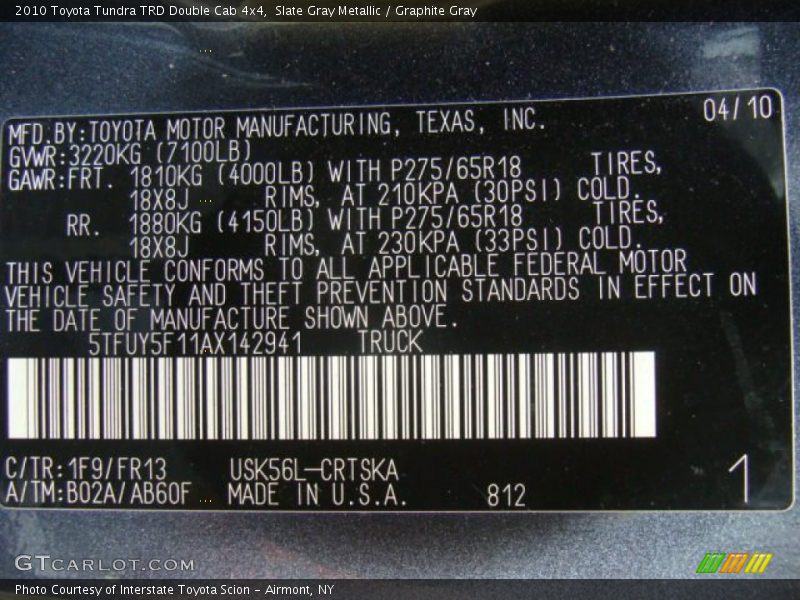 2010 Toyota Tundra TRD Double Cab 4x4, Slate Gray Metallic / Graphite Gray
04/10
MFD.BY:TOYOTA MOTOR MANUFACTURING, TEXAS, INC.
GVWR:3220KG (7100LB)
GAWR:FRT. 1810KG (4000LB) WITH P275/65R18 TIRES,
18X8J RIMS, AT 210KPA (30PSI) COLD.
RR. 1880KG (4150LB) WITH P275/65R18 TIRES,
18X8J RIMS, AT 230KPA (33PSI) COLD.
THIS VEHICLE CONFORMS TO ALL APPLICABLE FEDERAL MOTOR
VEHICLE SAFETY AND THEFT PREVENTION STANDARDS IN EFFECT ON
THE DATE OF MANUFACTURE SHOWN ABOVE.
5TFUY5F11AX142941 TRUCK
C/TR:1F9/FR13 USK56L-CRTSKA
A/TM:B02A/AB60F MADE IN U.S.A. 812 1
GTCARLOT.COM
Photo Courtesy of Interstate Toyota Scion - Airmont, NY